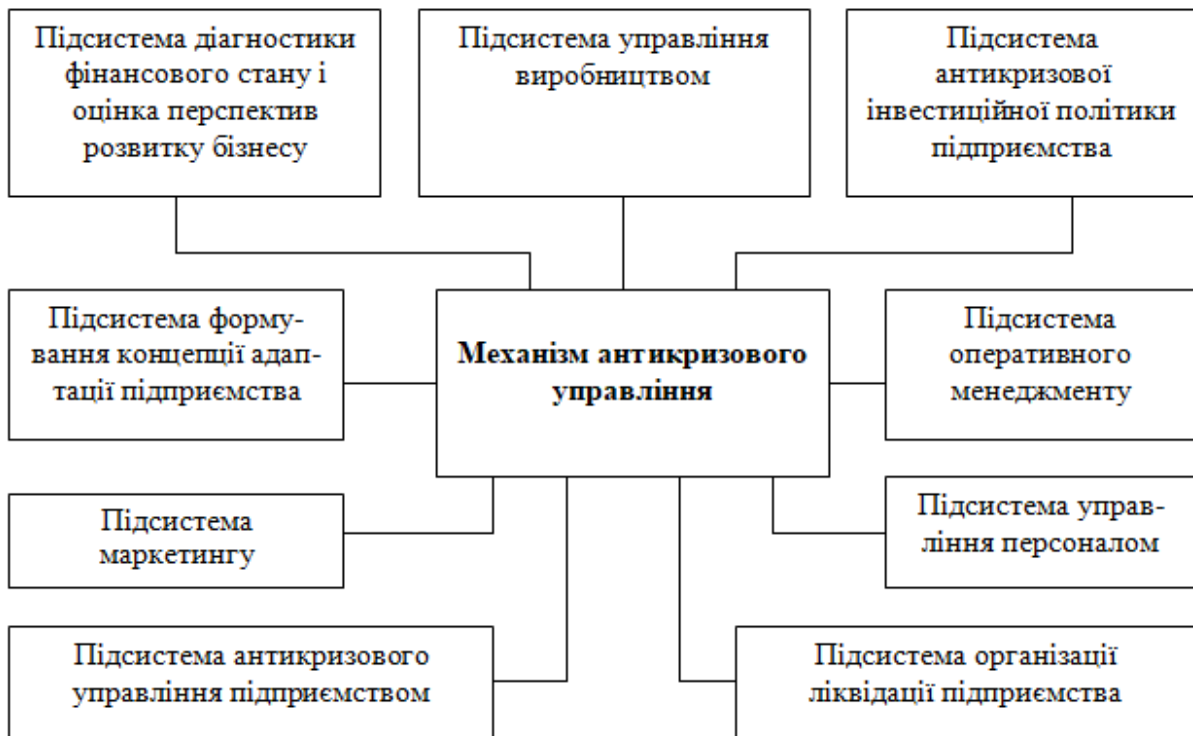 Підсистема діагностики
фінансового стану і
оцінка перспектив
розвитку бізнесу
Підсистема управління
виробництвом
Підсистема
антикризової
інвестиційної політики
підприємства
Підсистема форму-
вання концепції адап-
тації підприємства
Механізм антикризового
управління
Підсистема
оперативного
менеджменту
Підсистема
маркетингу
Підсистема управ-
ління персоналом
Підсистема антикризового
управління підприємством
Підсистема організації
ліквідації підприємства